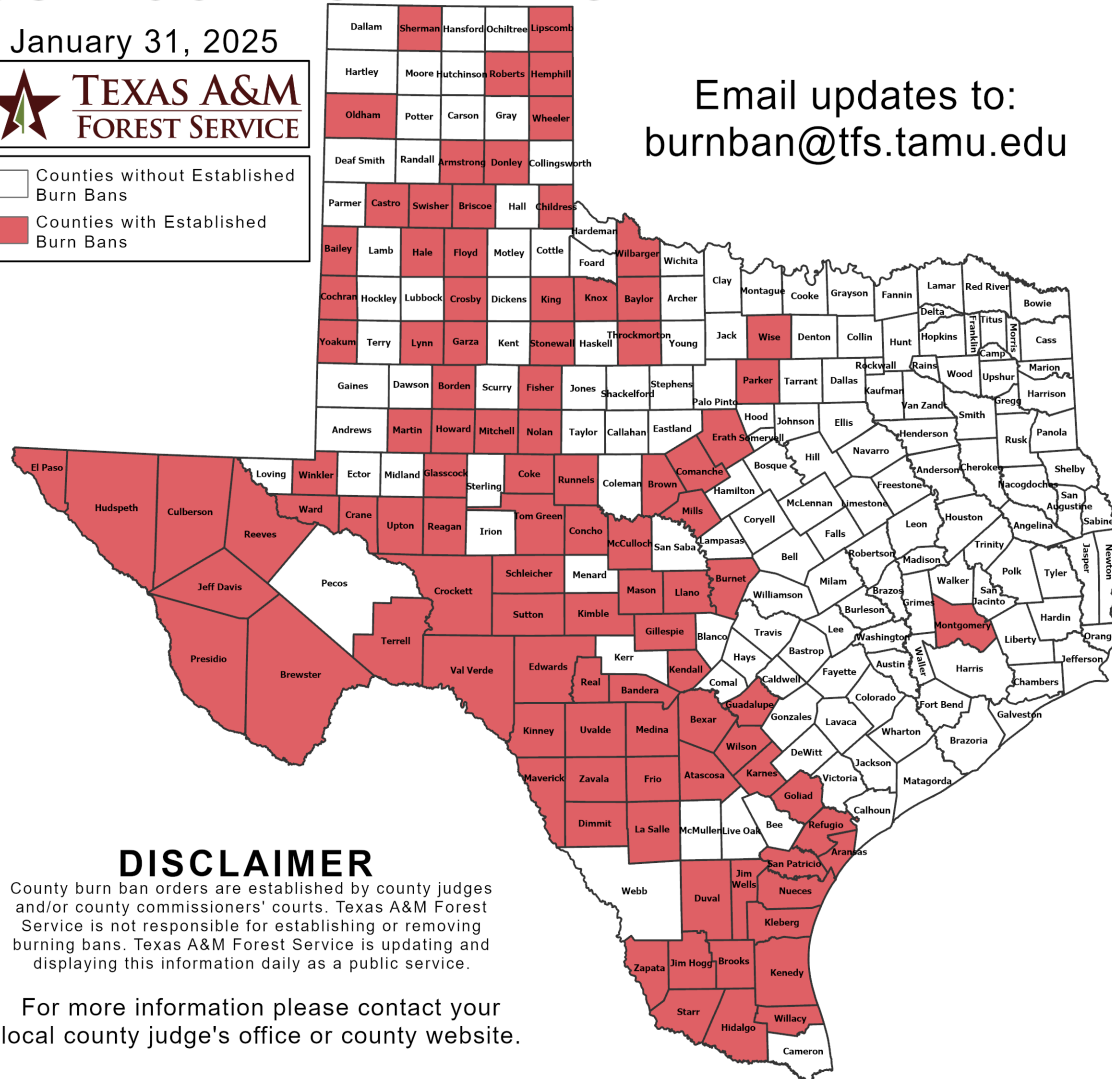 January 31, 2025
TEXAS A&M
FOREST SERVICE
Counties without Established
Burn Bans
Counties with Established
Burn Bans
Email updates to:
burnban@tfs.tamu.edu
Dallam Sherman Hansford Ochiltree Lipscomb
Hartley Moore Hutchinson Roberts Hemphill
Oldham Potter Carson Gray Wheeler
Deaf Smith Randall Armstrong Donley Collingsworth
Parmer Castro Swisher Briscoe Hall Childress
Hardeman
Bailey Lamb Hale Floyd Motley Cottle Foard Wilbarger Wichita
Clay Montague Cooke Grayson Fannin Lamar Red River Bowie
Cochran Hockley Lubbock Crosby Dickens King Knox Baylor Archer
Delta Franklin Titus Morris Cass
Yoakum Terry Lynn Garza Kent Stonewall Haskell Throckmorton Young Jack Wise Denton Collin Hunt Hopkins
Camp Rockwall Rains Wood Upshur Marion
Gaines Dawson Borden Scurry Fisher Jones Shackelford Stephens Palo Pinto Parker Tarrant Dallas Kaufman Van Zandt Gregg Harrison
Andrews Martin Howard Mitchell Nolan Taylor Callahan Eastland Erath Hood Somervell Johnson Ellis Henderson Smith Rusk Panola
El Paso Hudspeth Culberson Reeves Loving Winkler Ector Midland Glasscock Sterling Coke Runnels Coleman Brown Comanche Hamilton Bosque Hill Navarro Freestone Anderson Cherokee Nacogdoches Shelby
San
Augustine
Sabine
Ward Crane Upton Reagan Irion Tom Green Concho McCulloch San Saba Mills Lampasas Coryell McLennan Limestone Falls Leon Houston Angelina
Jeff Davis Pecos Crockett Schleicher Menard Mason Llano Burnet Bell Williamson Milam Robertson Brazos Madison Walker Trinity Polk Tyler Jasper Newton
San
Jacinto
Presidio Brewster Terrell Val Verde Sutton Kimble Gillespie Blanco Travis Lee Burleson Grimes Montgomery Liberty Hardin Orang
Edwards Kerr Real Bandera Kendall Hays Comal Caldwell Bastrop Fayette Washington Austin Waller Harris Chambers Jefferson
Kinney Uvalde Medina Bexar Guadalupe Gonzales Lavaca Colorado Wharton Fort Bend Brazoria Galveston
Maverick Zavala Frio Atascosa Wilson Karnes DeWitt Victoria Jackson Matagorda
Dimmit La Salle McMullen Live Oak Bee Goliad Refugio Calhoun Aransas
Webb Duval
Jim
Wells
San Patricio Nueces Kleberg
Zapata Jim Hogg Brooks Kenedy
Starr Hidalgo Willacy
Cameron
DISCLAIMER
County burn ban orders are established by county judges
and/or county commissioners' courts. Texas A&M Forest
Service is not responsible for establishing or removing
burning bans. Texas A&M Forest Service is updating and
displaying this information daily as a public service.
For more information please contact your
local county judge's office or county website.